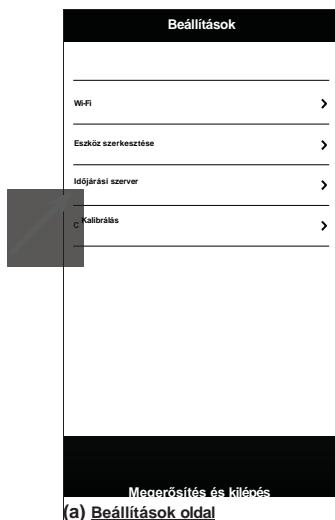 Beállítások
Wi-Fi
Eszköz szerkesztése
Időjárási szerver
C Kalibrálás
Megerősítés és kilépés
(a) Beállítások oldal